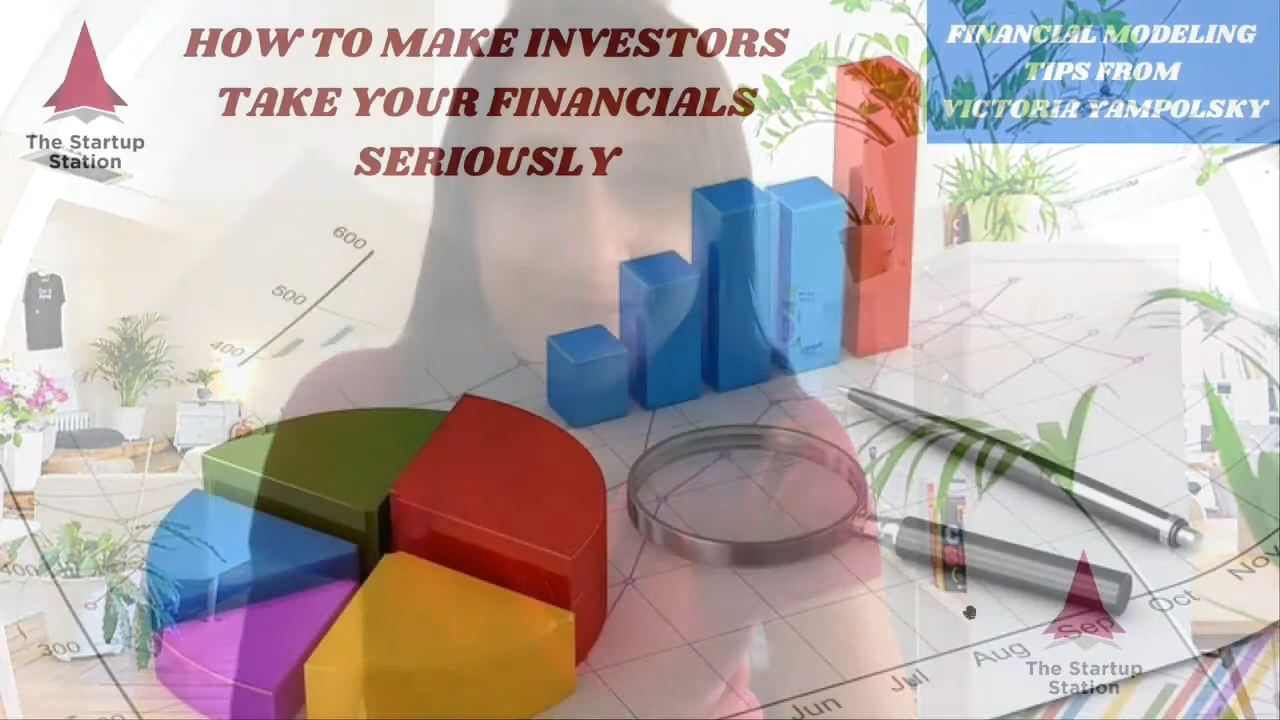 HOW TO MAKE INVESTORS
TAKE YOUR FINANCIALS
SERIOUSLY
FINANCIAL MODELING
TIPS FROM
VICTORIA YAMPOLSKY
The Startup
Station
600
500
400
400
300
Jun
Jul
Aug
Sep
Oct
Nov
The Startup
Station